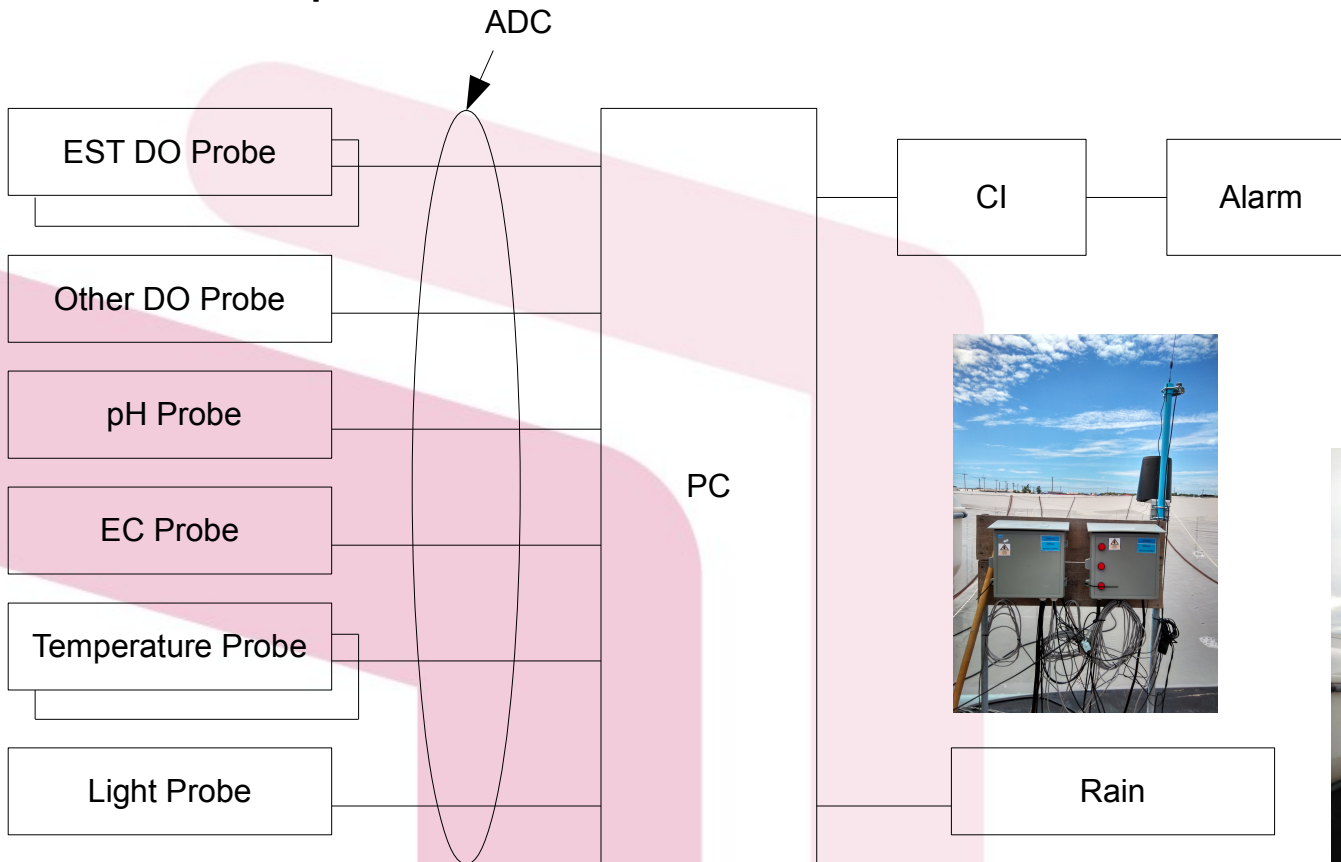 ADC
EST DO Probe
Other DO Probe
pH Probe
EC Probe
Temperature Probe
Light Probe
PC
CI
Alarm
Rain